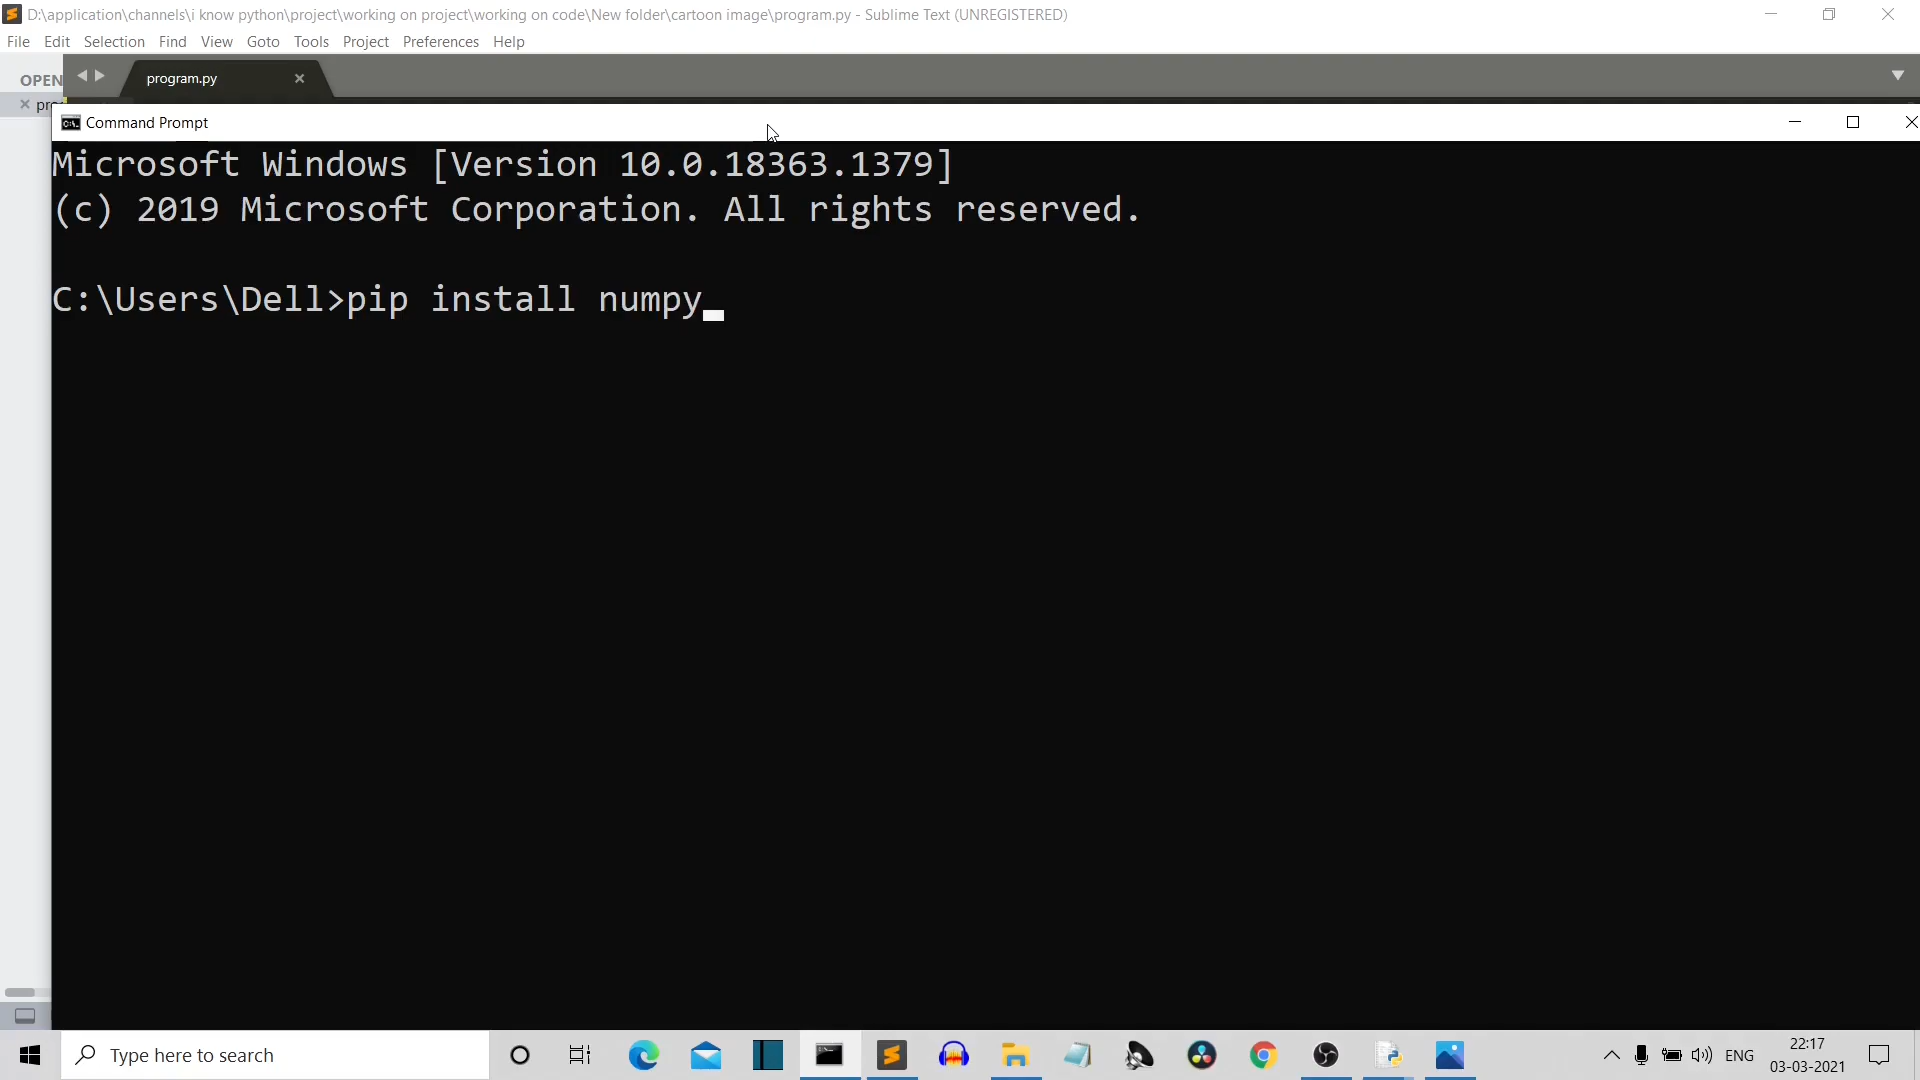 D:\application\channels\i know python\project\working on project\working on code\New folder\cartoon image\program.py - Sublime Text (UNREGISTERED)
File Edit Selection Find View Goto Tools Project Preferences Help
OPEN
program.py
Command Prompt
Microsoft Windows [Version 10.0.18363.1379]
(c) 2019 Microsoft Corporation. All rights reserved.
C:\Users\Dell>pip install numpy
Type here to search
ENG
22:17
03-03-2021